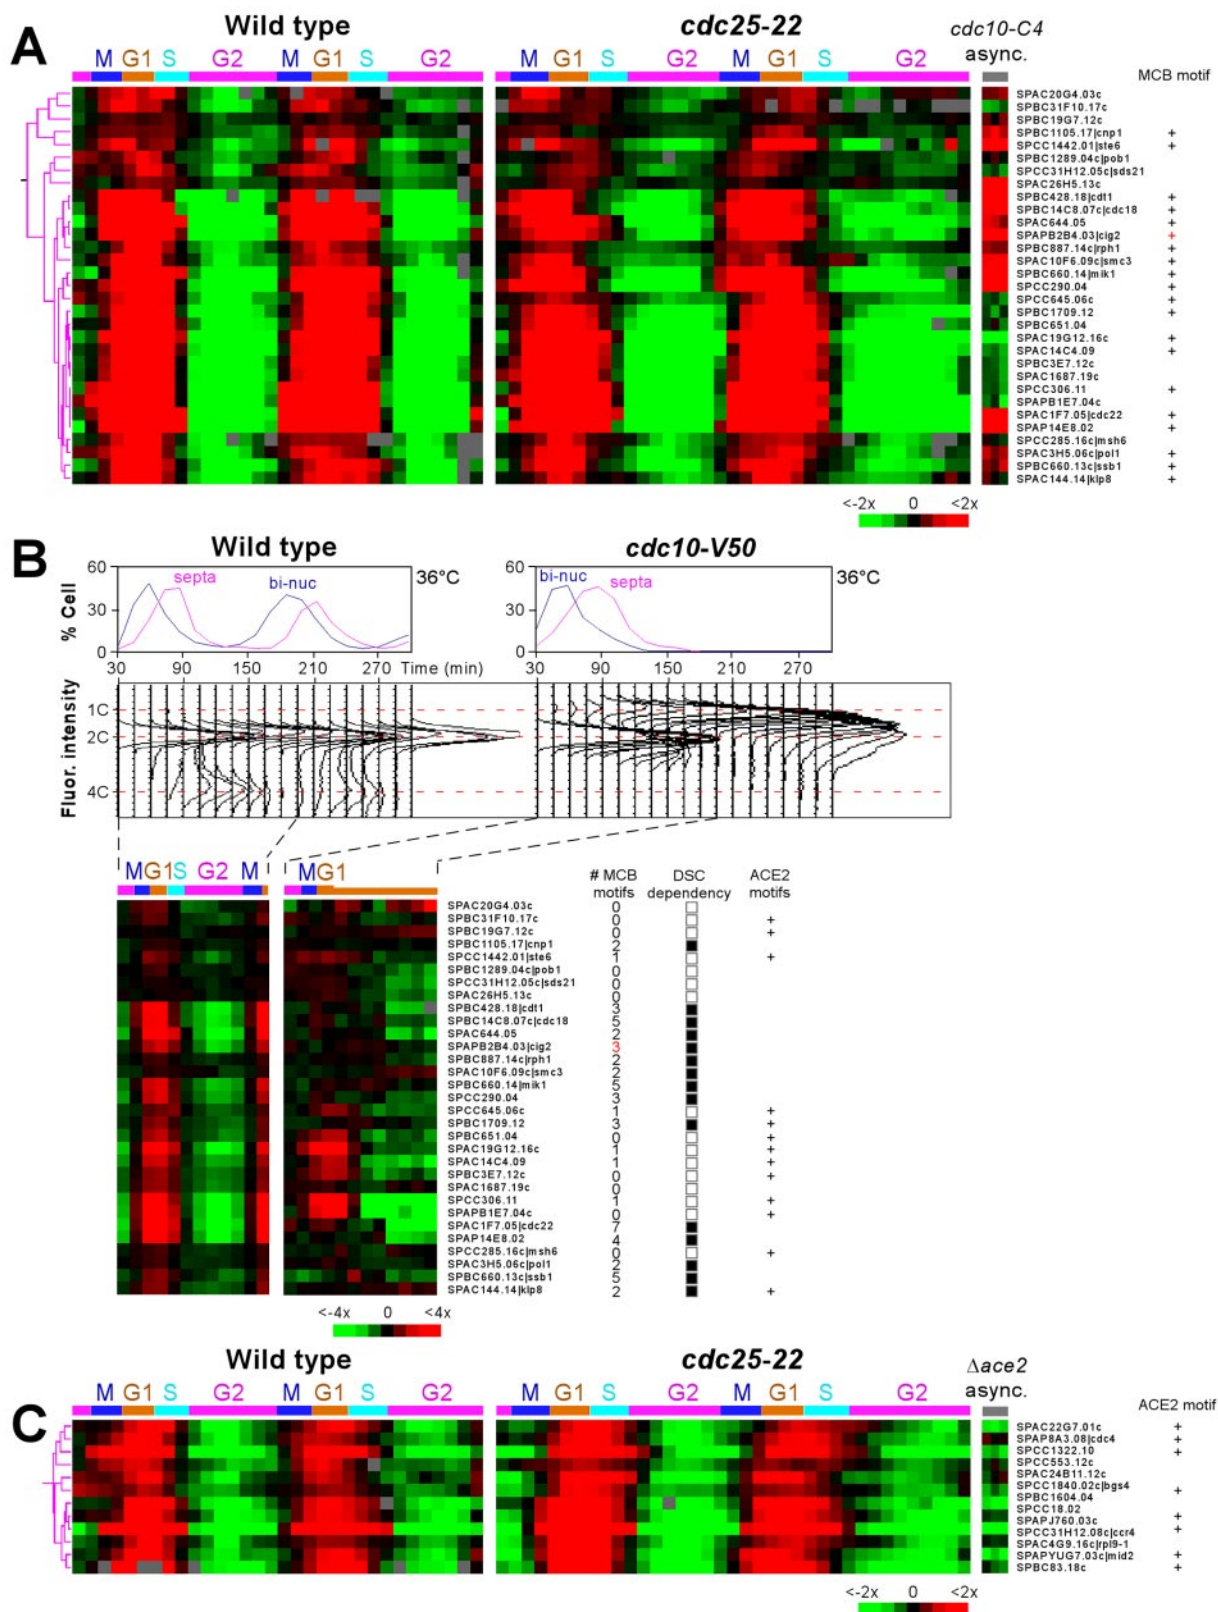 A
Wild type
cdc25-22
cdc10-C4
async.
M G1 S G2 M G1 S G2
M G1 S G2 M G1 S G2
MCB motif
SPAC20G4.03c
SPBC31F10.17c
SPBC19G7.12c
SPBC1105.17|cnp1 +
SPCC1442.01|ste6 +
SPBC1289.04c|pob1
SPCC31H12.05c|sds21
SPAC26H5.13c
SPBC428.18|cdt1 +
SPBC14C8.07c|cdc18 +
SPAC644.05 +
SPAPB2B4.03|cig2 +
SPBC887.14c|rph1 +
SPAC10F6.09c|smc3 +
SPBC660.14|mik1 +
SPCC290.04 +
SPCC645.06c +
SPBC1709.12 +
SPBC651.04
SPAC19G12.16c +
SPAC14C4.09 +
SPBC3E7.12c
SPAC1687.19c
SPCC306.11 +
SPAPB1E7.04c
SPAC1F7.05|cdc22 +
SPAP14E8.02 +
SPCC285.16c|msh6
SPAC3H5.06c|pol1 +
SPBC660.13c|ssb1 +
SPAC144.14|klp8 +
<-2x 0 <2x
B
Wild type
cdc10-V50
60
30
0
% Cell
septa
bi-nuc
36°C
bi-nuc
septa
36°C
30 90 150 210 270
Time (min)
30 90 150 210 270
Fluor. intensity
1C
2C
4C
M G1 S G2 M
M G1
# MCB motifs
DSC dependency
ACE2 motifs
SPAC20G4.03c 0
SPBC31F10.17c 0 +
SPBC19G7.12c 0 +
SPBC1105.17|cnp1 2
SPCC1442.01|ste6 1 +
SPBC1289.04c|pob1 0
SPCC31H12.05c|sds21 0
SPAC26H5.13c 0
SPBC428.18|cdt1 3
SPBC14C8.07c|cdc18 5
SPAC644.05 2
SPAPB2B4.03|cig2 3
SPBC887.14c|rph1 2
SPAC10F6.09c|smc3 2
SPBC660.14|mik1 5
SPCC290.04 3
SPCC645.06c 1 +
SPBC1709.12 3 +
SPBC651.04 0 +
SPAC19G12.16c 1 +
SPAC14C4.09 1 +
SPBC3E7.12c 0 +
SPAC1687.19c 0
SPCC306.11 1 +
SPAPB1E7.04c 0 +
SPAC1F7.05|cdc22 7
SPAP14E8.02 4
SPCC285.16c|msh6 0 +
SPAC3H5.06c|pol1 2
SPBC660.13c|ssb1 5
SPAC144.14|klp8 2 +
<-4x 0 <4x
C
Wild type
cdc25-22
Δace2
async.
M G1 S G2 M G1 S G2
M G1 S G2 M G1 S G2
ACE2 motif
SPAC22G7.01c +
SPAP8A3.08|cdc4 +
SPCC1322.10 +
SPCC553.12c
SPAC24B11.12c
SPCC1840.02c|bgs4 +
SPBC1604.04
SPCC18.02
SPAPJ760.03c +
SPCC31H12.08c|ccr4 +
SPAC4G9.16c|rpl9-1
SPAPYUG7.03c|mid2 +
SPBC83.18c +
<-2x 0 <2x